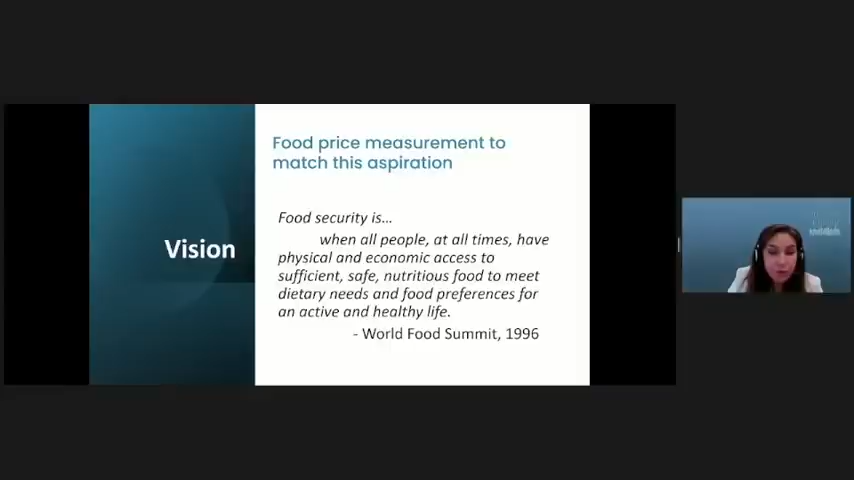 Food price measurement to
match this aspiration
Vision
Food security is...
when all people, at all times, have
physical and economic access to
sufficient, safe, nutritious food to meet
dietary needs and food preferences for
an active and healthy life.
- World Food Summit, 1996